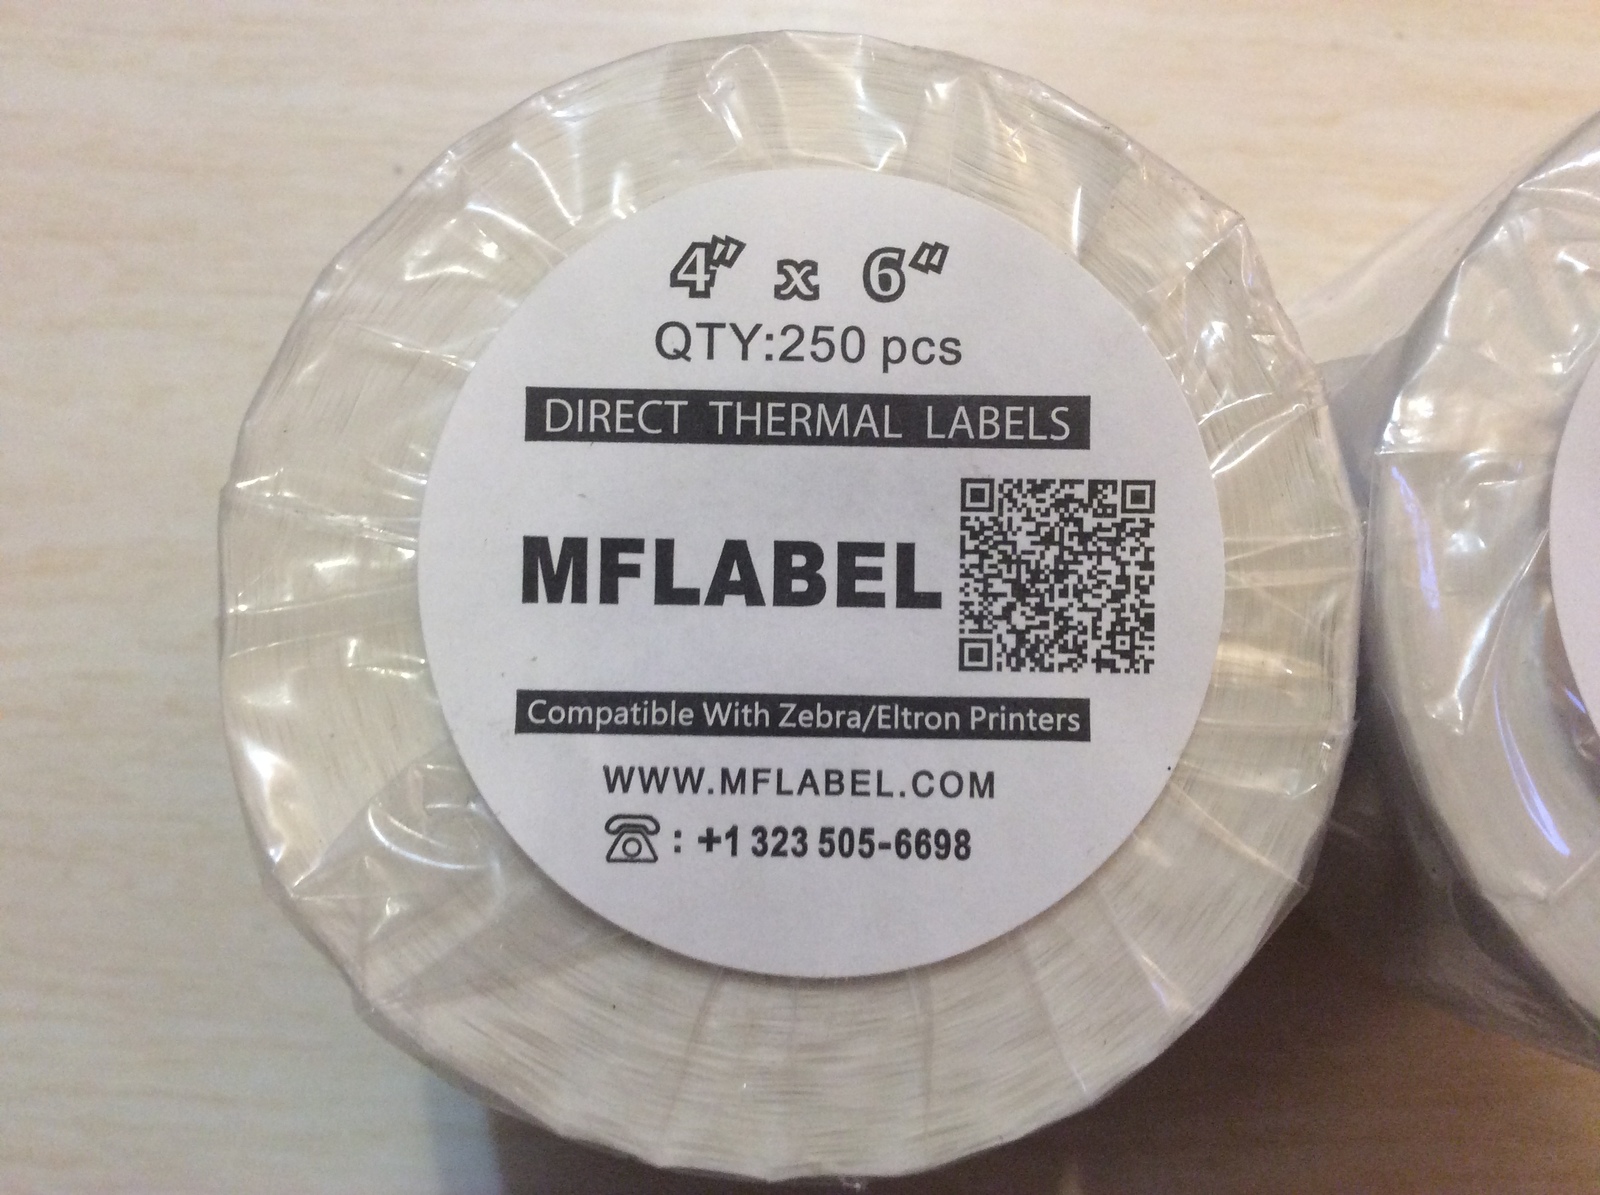 4" x 6"
QTY:250 pcs
DIRECT THERMAL LABELS
MFLABEL
Compatible With Zebra/Eltron Printers
WWW.MFLABEL.COM
: +1 323 505-6698